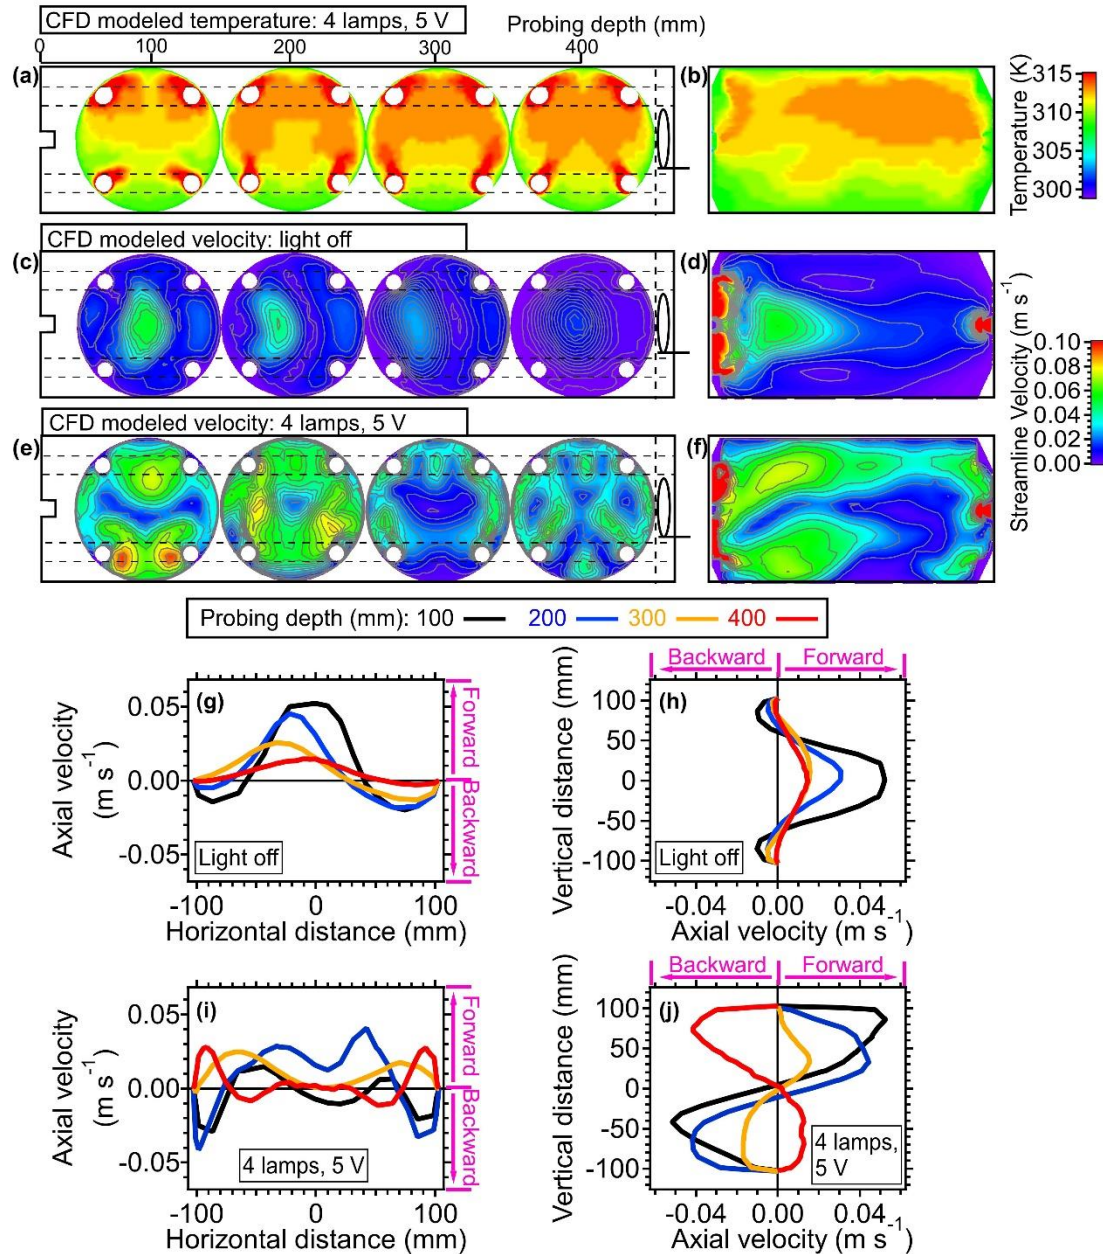 CFD modeled temperature: 4 lamps, 5 V
Probing depth (mm)
0 100 200 300 400
(a)
(b)
315
310
305
300
Temperature (K)
CFD modeled velocity: light off
(c)
(d)
CFD modeled velocity: 4 lamps, 5 V
(e)
(f)
0.10
0.08
0.06
0.04
0.02
0.00
Streamline Velocity (m s⁻¹)
Probing depth (mm): 100 200 300 400
(g)
Axial velocity
(m s⁻¹)
0.05
0.00
-0.05
Forward
Backward
Light off
-100 -50 0 50 100
Horizontal distance (mm)
Backward Forward
(h)
Vertical distance (mm)
100
50
0
-50
-100
Light off
-0.04 0.00 0.04
Axial velocity (m s⁻¹)
(i)
Axial velocity
(m s⁻¹)
0.05
0.00
-0.05
Forward
Backward
4 lamps, 5 V
-100 -50 0 50 100
Horizontal distance (mm)
Backward Forward
(j)
Vertical distance (mm)
100
50
0
-50
-100
4 lamps,
5 V
-0.04 0.00 0.04
Axial velocity (m s⁻¹)